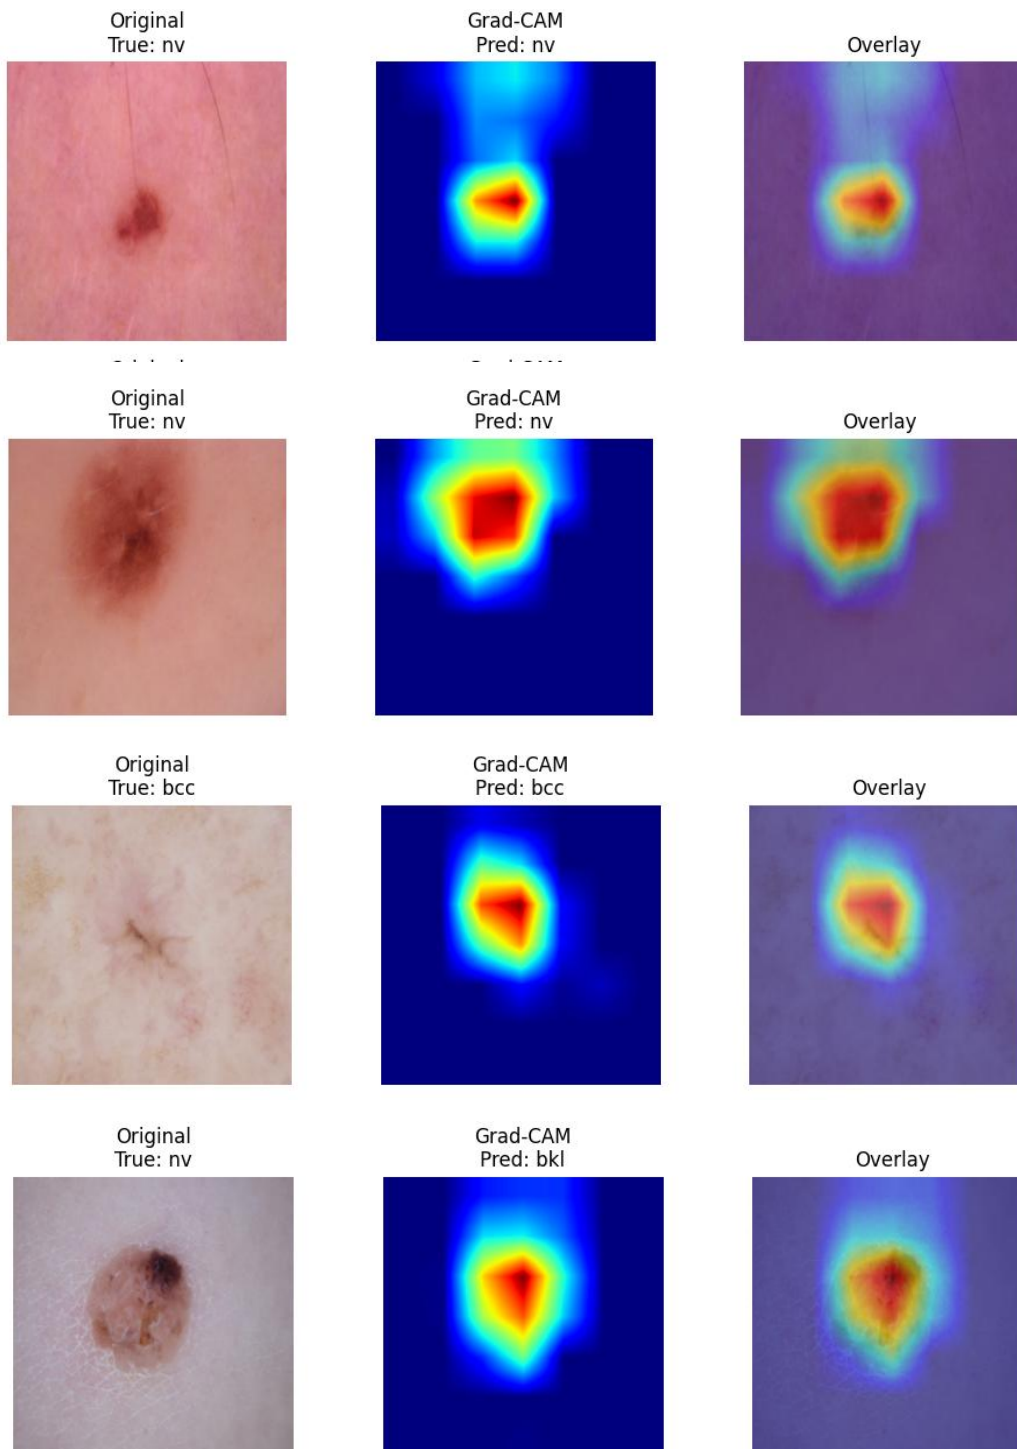 Original
True: nv
Grad-CAM
Pred: nv
Overlay
Original
True: nv
Grad-CAM
Pred: nv
Overlay
Original
True: bcc
Grad-CAM
Pred: bcc
Overlay
Original
True: nv
Grad-CAM
Pred: bkl
Overlay